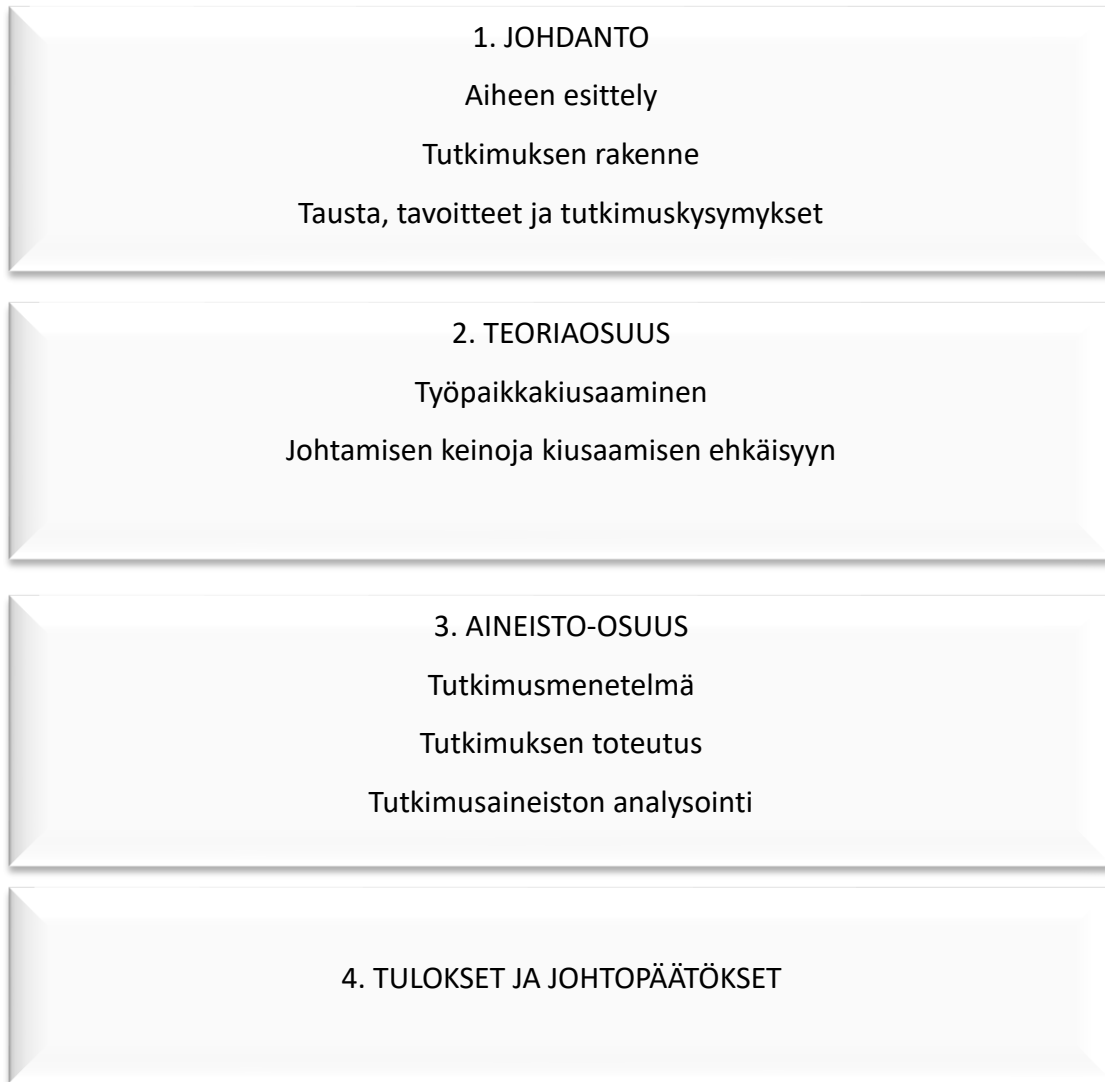 1. JOHDANTO
Aiheen esittely
Tutkimuksen rakenne
Tausta, tavoitteet ja tutkimuskysymykset
2. TEORIAOSUUS
Työpaikkakiusaaminen
Johtamisen keinoja kiusaamisen ehkäisyyn
3. AINEISTO-OSUUS
Tutkimusmenetelmä
Tutkimuksen toteutus
Tutkimusaineiston analysointi
4. TULOKSET JA JOHTOPÄÄTÖKSET